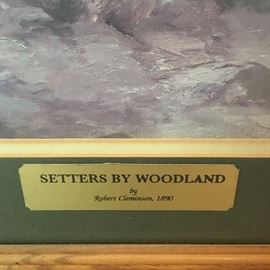 SETTERS BY WOODLAND
by
Robert Cleminson, 1890